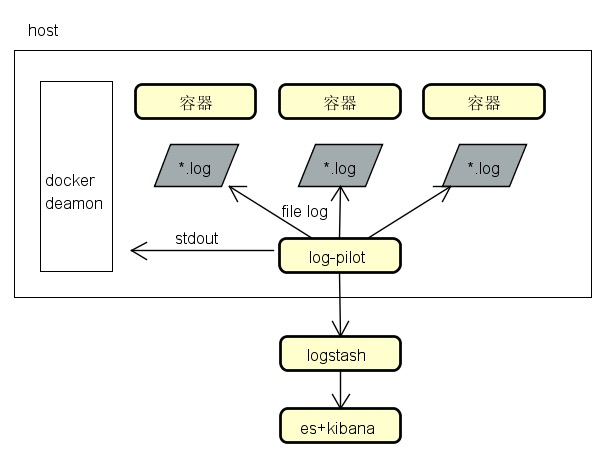 host
容器
容器
容器
*.log
*.log
*.log
docker
deamon
file log
stdout
log-pilot
logstash
es+kibana